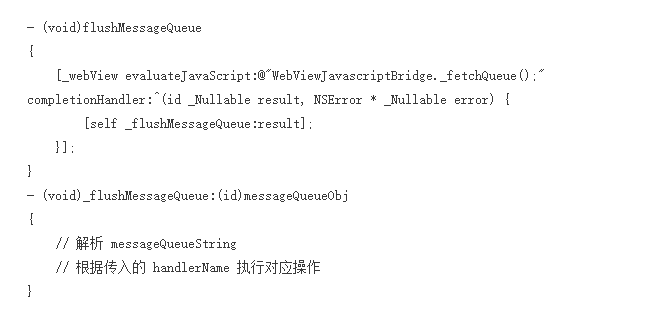 - (void)flushMessageQueue
{
    [_webView evaluateJavaScript:@"WebViewJavascriptBridge._fetchQueue();"
completionHandler:^(id _Nullable result, NSError * _Nullable error) {
        [self _flushMessageQueue:result];
    }];
}
- (void)_flushMessageQueue:(id)messageQueueObj
{
    // 解析 messageQueueString
    // 根据传入的 handlerName 执行对应操作
}